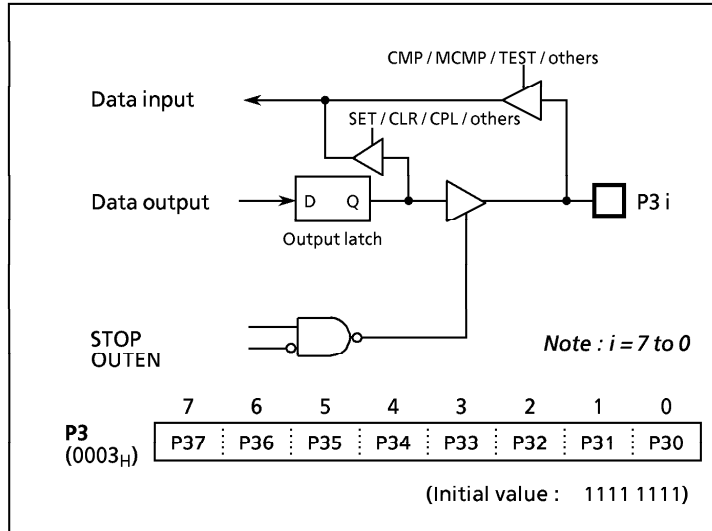 CMP / MCMP / TEST / others
Data input
SET / CLR / CPL / others
Data output
D Q
P3 i
Output latch
STOP
OUTEN
Note : i = 7 to 0
7 6 5 4 3 2 1 0
P3
(0003H)
P37 P36 P35 P34 P33 P32 P31 P30
(Initial value : 1111 1111)